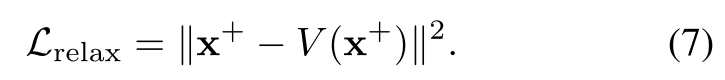 ℒ_relax = ‖x⁺ − V(x⁺)‖². (7)